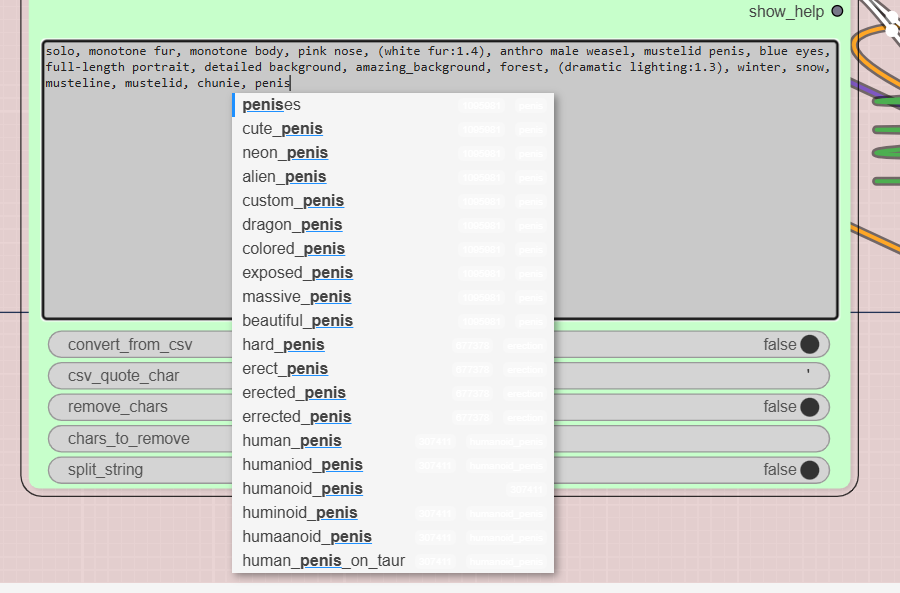 show_help
solo, monotone fur, monotone body, pink nose, (white fur:1.4), anthro male weasel, mustelid penis, blue eyes,
full-length portrait, detailed background, amazing_background, forest, (dramatic lighting:1.3), winter, snow,
musteline, mustelid, chunie, penis
penises
cute_penis
neon_penis
alien_penis
custom_penis
dragon_penis
colored_penis
exposed_penis
massive_penis
beautiful_penis
hard_penis
erect_penis
erected_penis
errected_penis
human_penis
humaniod_penis
humanoid_penis
huminoid_penis
humaanoid_penis
human_penis_on_taur
convert_from_csv false
csv_quote_char '
remove_chars false
chars_to_remove
split_string false